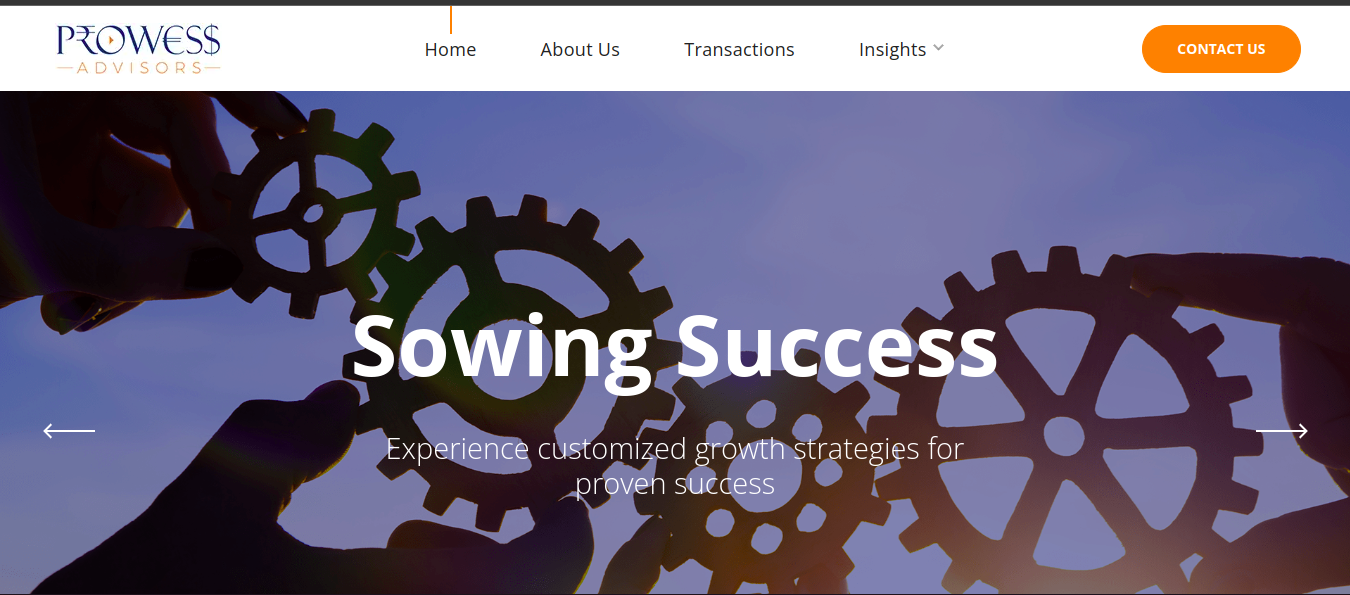 PROWESS
ADVISORS
Home
About Us
Transactions
Insights
CONTACT US
Sowing Success
Experience customized growth strategies for
proven success